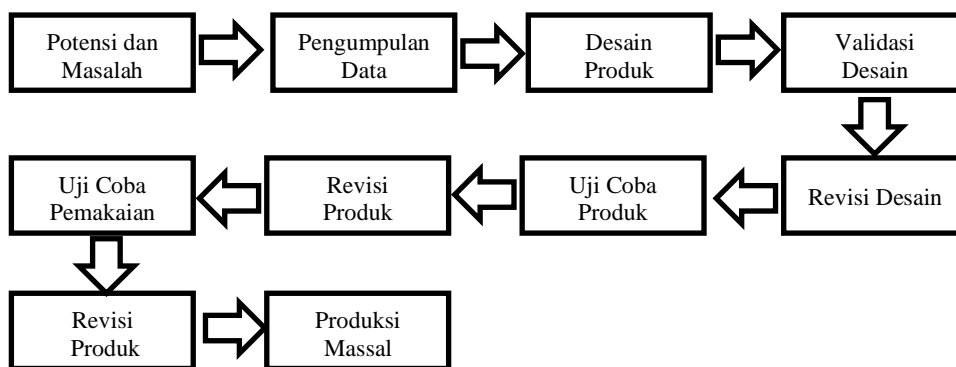 Potensi dan
Masalah
Pengumpulan
Data
Desain
Produk
Validasi
Desain
Revisi Desain
Uji Coba
Produk
Revisi
Produk
Uji Coba
Pemakaian
Revisi
Produk
Produksi
Massal